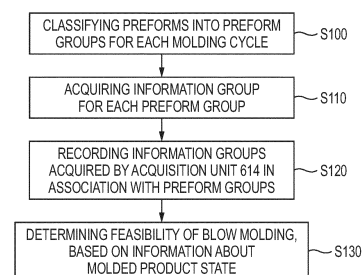 CLASSIFYING PREFORMS INTO PREFORM
GROUPS FOR EACH MOLDING CYCLE
S100
ACQUIRING INFORMATION GROUP
FOR EACH PREFORM GROUP
S110
RECORDING INFORMATION GROUPS
ACQUIRED BY ACQUISITION UNIT 614 IN
ASSOCIATION WITH PREFORM GROUPS
S120
DETERMINING FEASIBILITY OF BLOW MOLDING,
BASED ON INFORMATION ABOUT
MOLDED PRODUCT STATE
S130